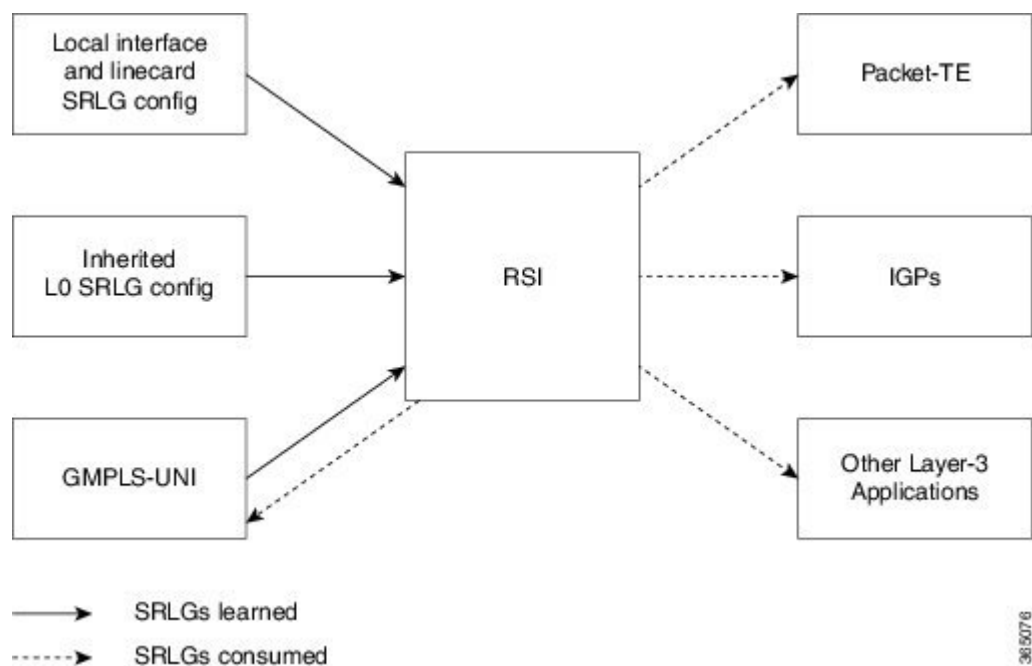 Local interface
and linecard
SRLG config
Packet-TE
Inherited
L0 SRLG config
RSI
IGPs
GMPLS-UNI
Other Layer-3
Applications
SRLGs learned
SRLGs consumed
365076